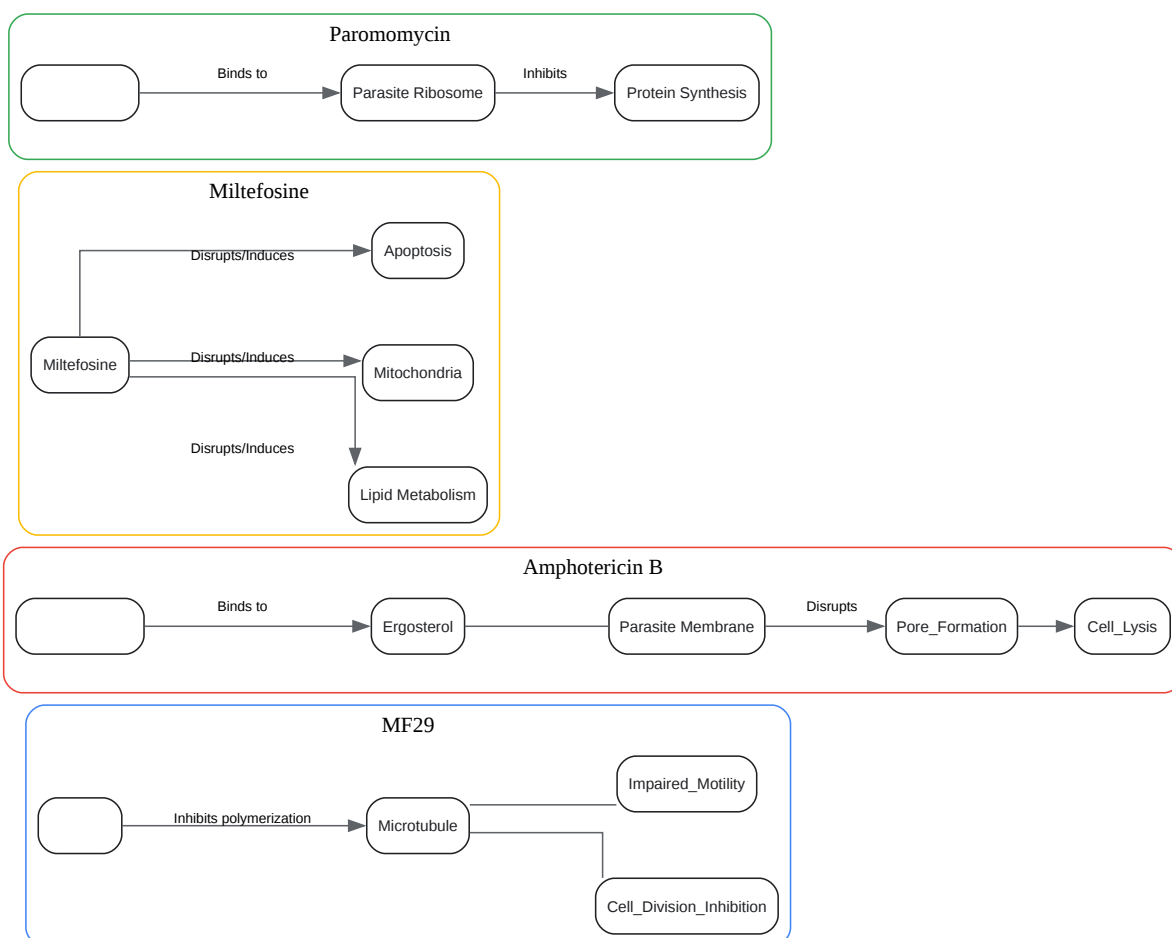 Paromomycin
Binds to
Inhibits
Parasite Ribosome
Protein Synthesis
Miltefosine
Disrupts/Induces
Apoptosis
Miltefosine
Disrupts/Induces
Mitochondria
Disrupts/Induces
Lipid Metabolism
Amphotericin B
Binds to
Disrupts
Ergosterol
Parasite Membrane
Pore_Formation
Cell_Lysis
MF29
Impaired_Motility
Inhibits polymerization
Microtubule
Cell_Division_Inhibition